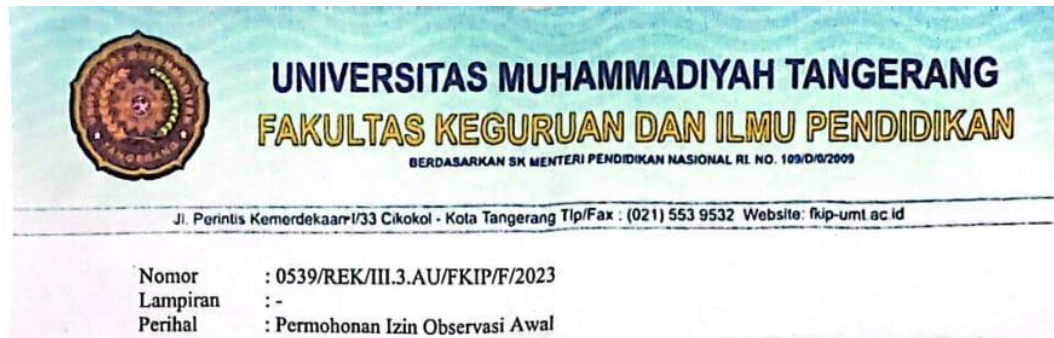 UNIVERSITAS MUHAMMADIYAH TANGERANG
FAKULTAS KEGURUAN DAN ILMU PENDIDIKAN
BERDASARKAN SK MENTERI PENDIDIKAN NASIONAL RI. NO. 109/D/0/2009
Jl. Perintis Kemerdekaan I/33 Cikokol - Kota Tangerang Tlp/Fax : (021) 553 9532 Website: fkip-umt.ac.id
Nomor : 0539/REK/III.3.AU/FKIP/F/2023
Lampiran : -
Perihal : Permohonan Izin Observasi Awal